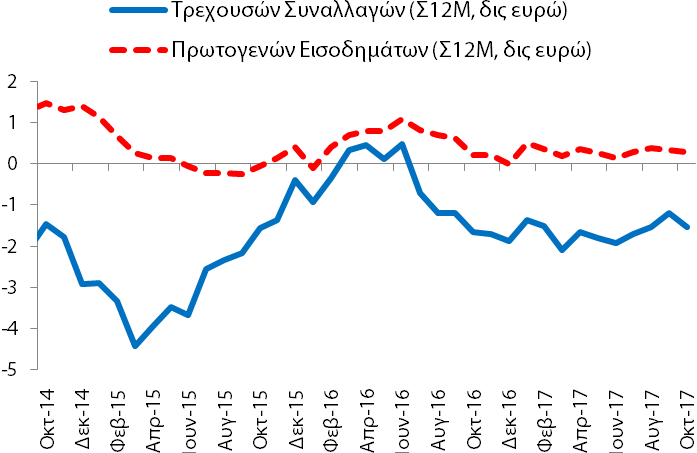 Τρεχουσών Συναλλαγών (Σ12Μ, δις ευρώ)
Πρωτογενών Εισοδημάτων (Σ12Μ, δις ευρώ)
2
1
0
-1
-2
-3
-4
-5
Οκτ-14
Δεκ-14
Φεβ-15
Απρ-15
Ιουν-15
Αυγ-15
Οκτ-15
Δεκ-15
Φεβ-16
Απρ-16
Ιουν-16
Αυγ-16
Οκτ-16
Δεκ-16
Φεβ-17
Απρ-17
Ιουν-17
Αυγ-17
Οκτ-17